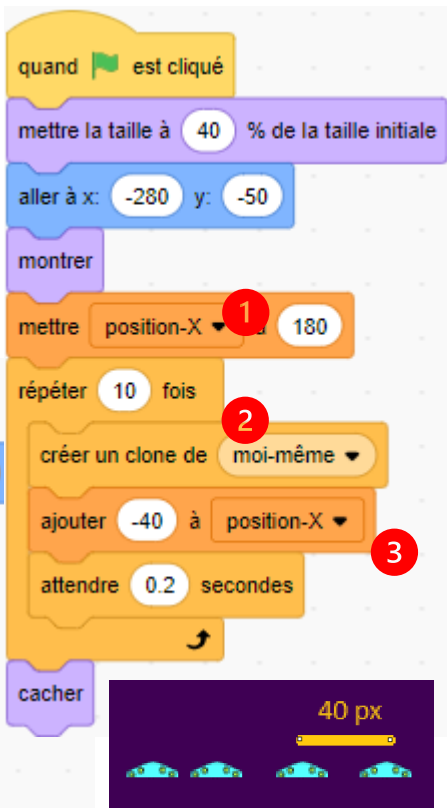 quand est cliqué
mettre la taille à 40 % de la taille initiale
aller à x: -280 y: -50
montrer
mettre position-X 1 180
répéter 10 fois
2
créer un clone de moi-même
ajouter -40 à position-X
3
attendre 0.2 secondes
cacher
40 px